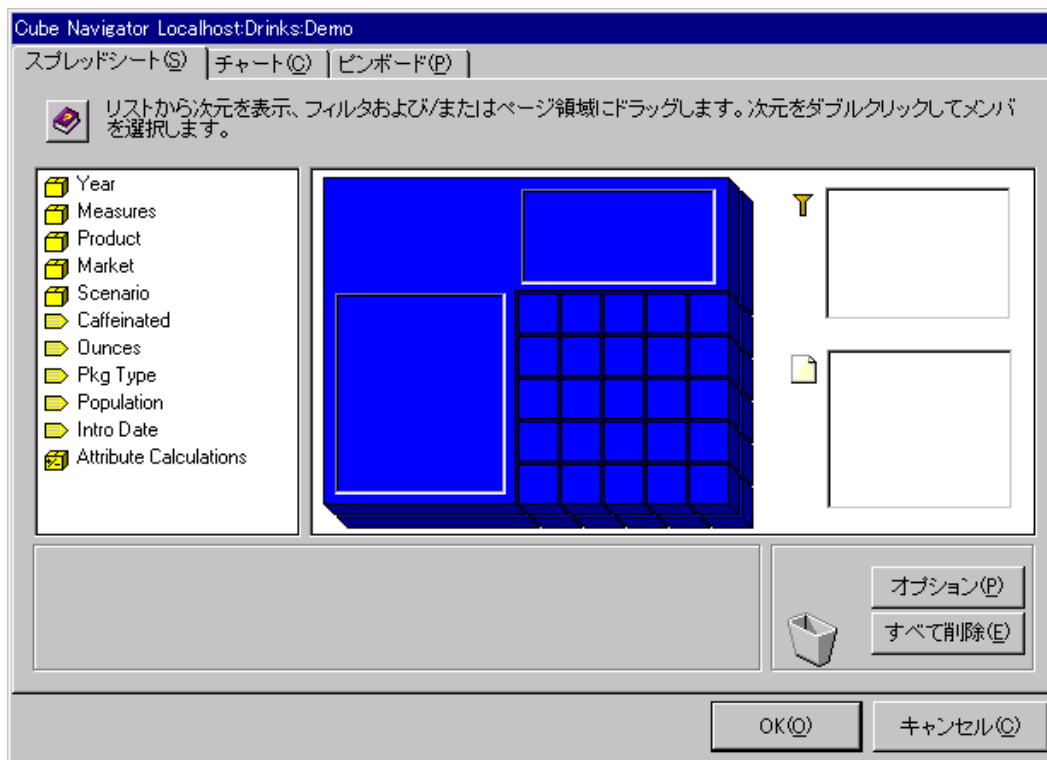 Cube Navigator Localhost:Drinks:Demo
スプレッドシート(S) チャート(C) ピンボード(P)
リストから次元を表示、フィルタおよび/またはページ領域にドラッグします。次元をダブルクリックしてメンバ
を選択します。
Year
Measures
Product
Market
Scenario
Caffeinated
Ounces
Pkg Type
Population
Intro Date
Attribute Calculations
オプション(P)
すべて削除(E)
OK(O) キャンセル(C)